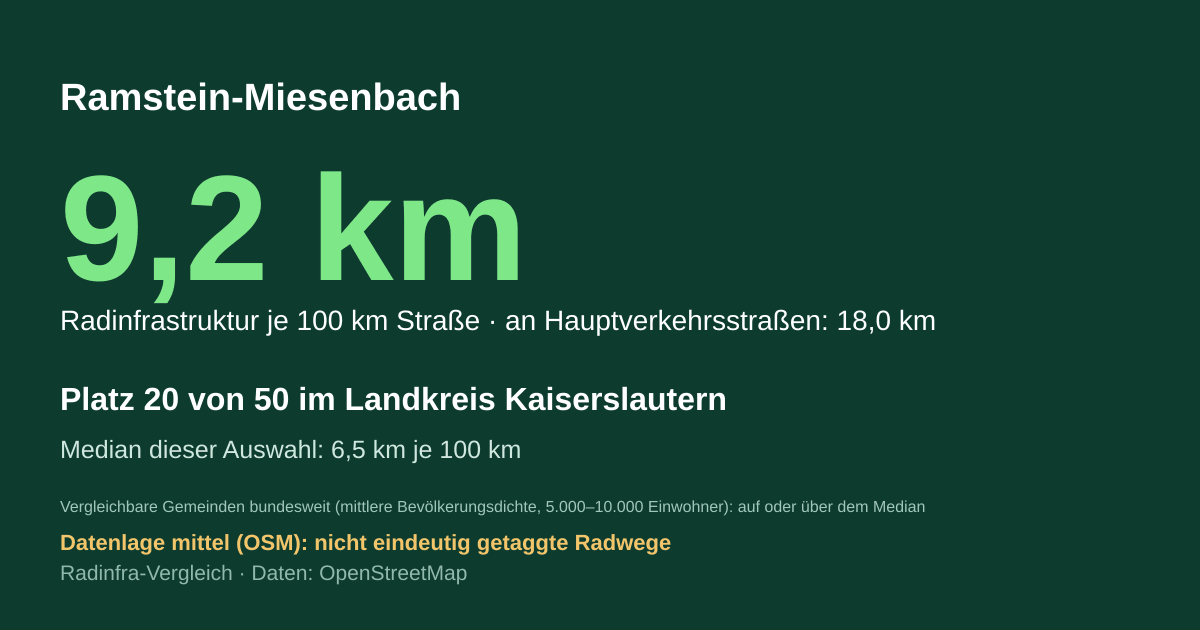 Ramstein-Miesenbach
9,2 km
Radinfrastruktur je 100 km Straße · an Hauptverkehrsstraßen: 18,0 km
Platz 20 von 50 im Landkreis Kaiserslautern
Median dieser Auswahl: 6,5 km je 100 km
Vergleichbare Gemeinden bundesweit (mittlere Bevölkerungsdichte, 5.000–10.000 Einwohner): auf oder über dem Median
Datenlage mittel (OSM): nicht eindeutig getaggte Radwege
Radinfra-Vergleich · Daten: OpenStreetMap